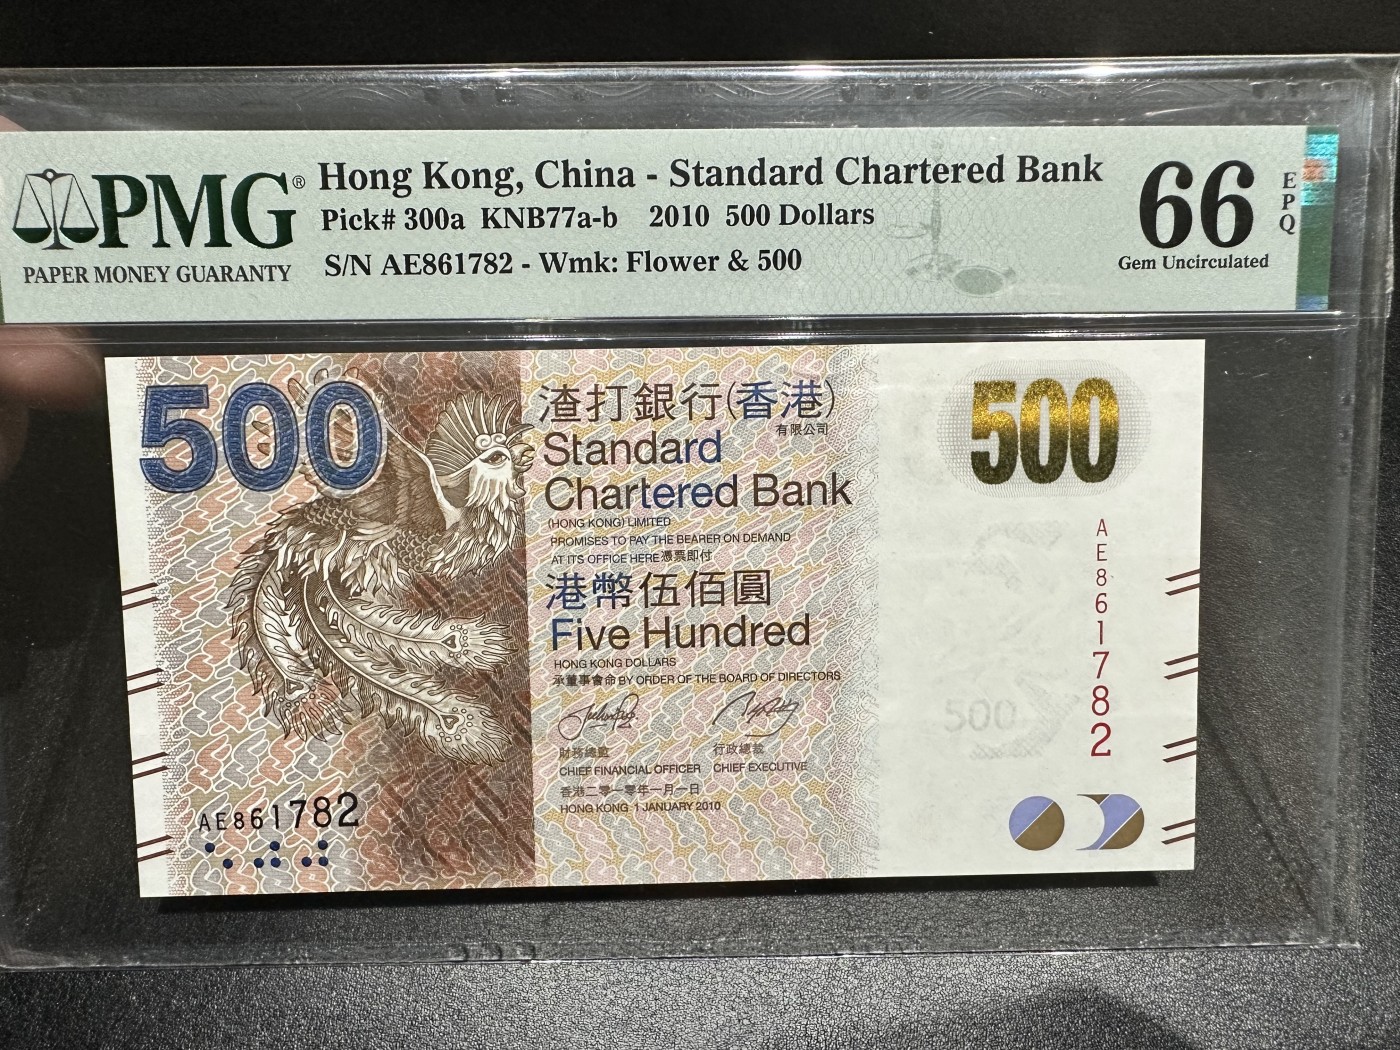 PMG®
PAPER MONEY GUARANTY
Hong Kong, China - Standard Chartered Bank
Pick# 300a KNB77a-b 2010 500 Dollars
S/N AE861782 - Wmk: Flower & 500
66
EPQ
Gem Uncirculated
500
渣打銀行(香港)
有限公司
Standard
Chartered Bank
(HONG KONG) LIMITED
PROMISES TO PAY THE BEARER ON DEMAND
AT ITS OFFICE HERE 憑票即付
港幣伍佰圓
Five Hundred
HONG KONG DOLLARS
承董事會命 BY ORDER OF THE BOARD OF DIRECTORS
財務總監 行政總裁
CHIEF FINANCIAL OFFICER CHIEF EXECUTIVE
香港二零一零年一月一日
HONG KONG 1 JANUARY 2010
AE861782
500
AE861782
500